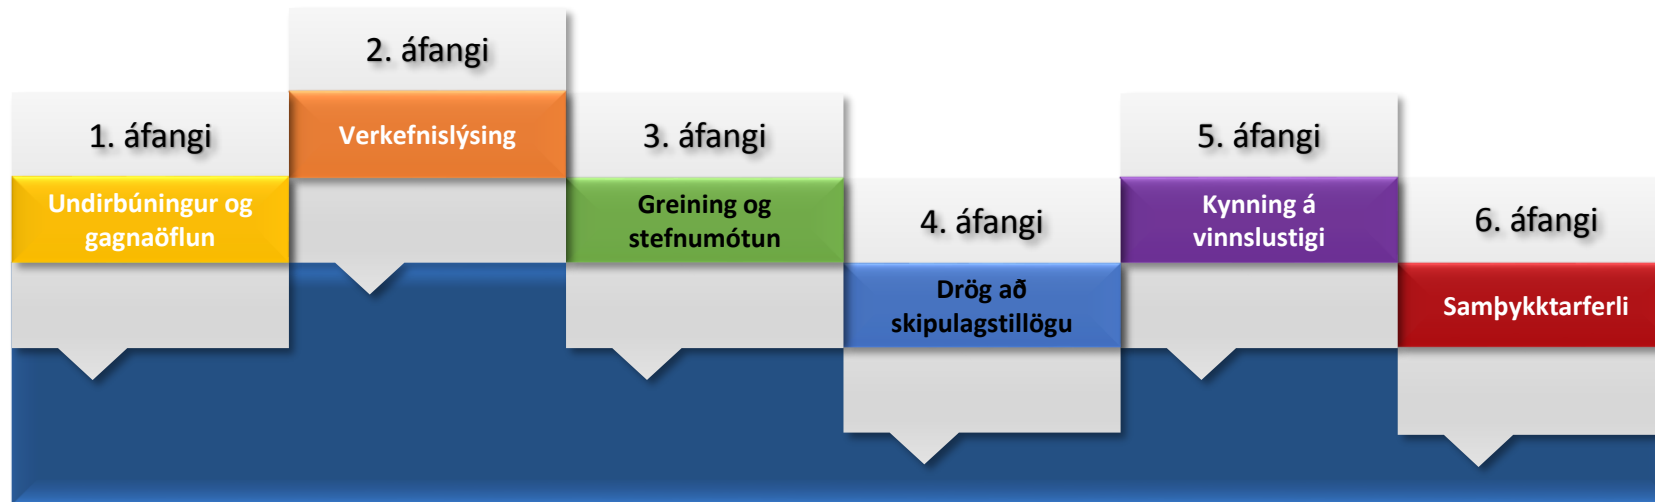 1. áfangi
Undirbúningur og
gagnaöflun
2. áfangi
Verkefnislýsing
3. áfangi
Greining og
stefnumótun
4. áfangi
Drög að
skipulagstillögu
5. áfangi
Kynning á
vinnslustigi
6. áfangi
Samþykktarferli